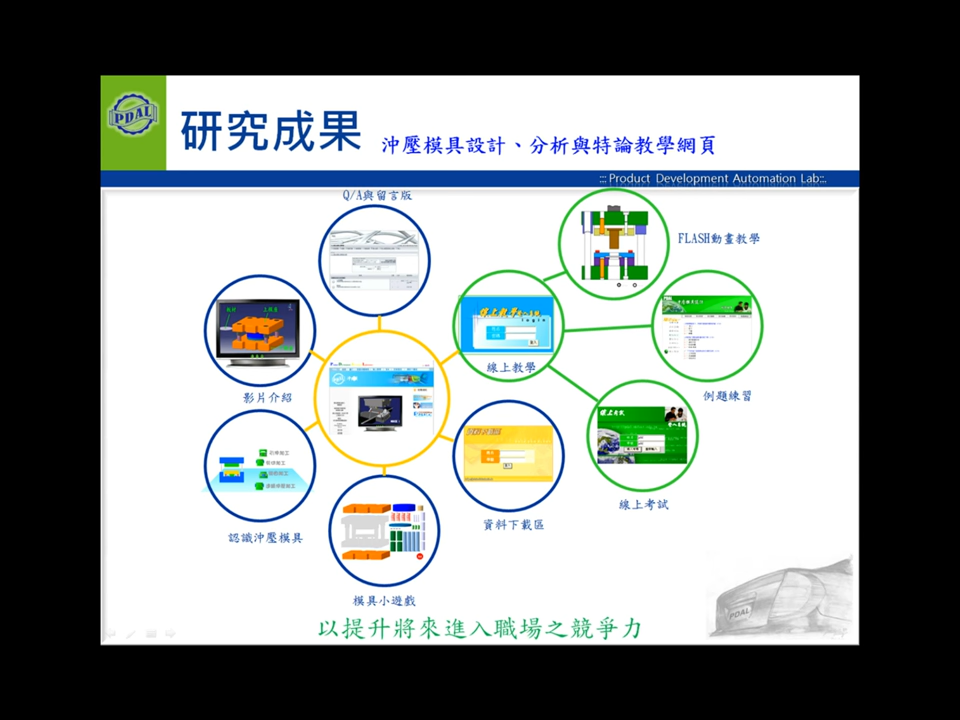 PDAL
研究成果
沖壓模具設計、分析與特論教學網頁
:::Product Development Automation Lab:::.
Q/A與留言版
FLASH動畫教學
線上教學
影片介紹
例題練習
線上考試
資料下載區
認識沖壓模具
模具小遊戲
PDAL
以提升將來進入職場之競爭力